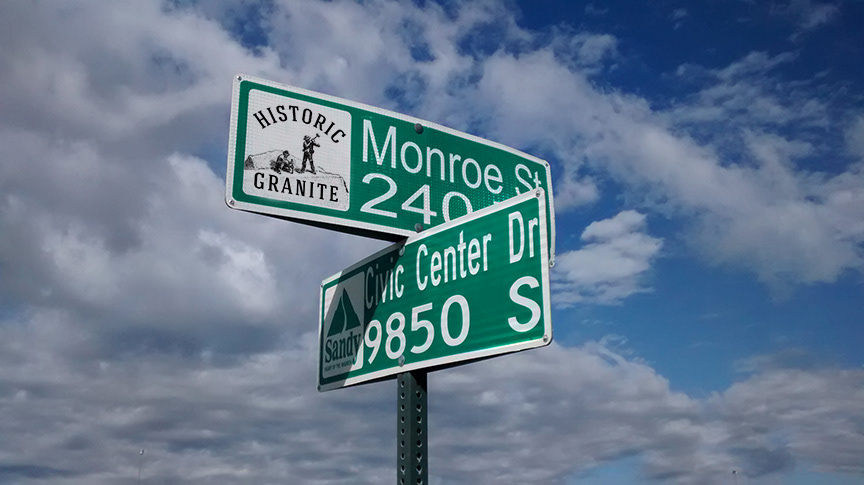 HISTORIC
GRANITE
Monroe St
240
Civic Center Dr
9850 S
Sandy